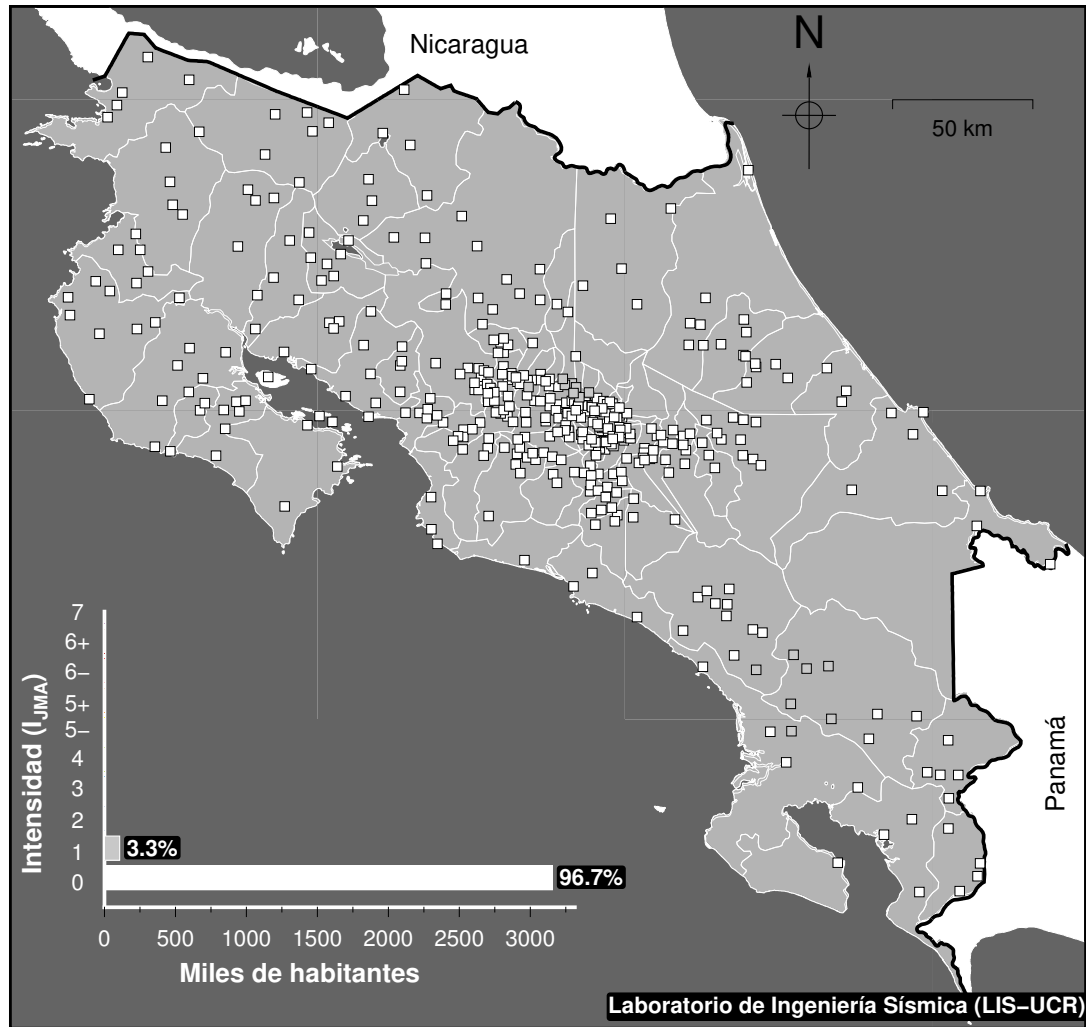 Nicaragua
N
50 km
Panamá
Intensidad (I_JMA)
7
6+
6–
5+
5–
4
3
2
1
0
3.3%
96.7%
0 500 1000 1500 2000 2500 3000
Miles de habitantes
Laboratorio de Ingeniería Sísmica (LIS–UCR)